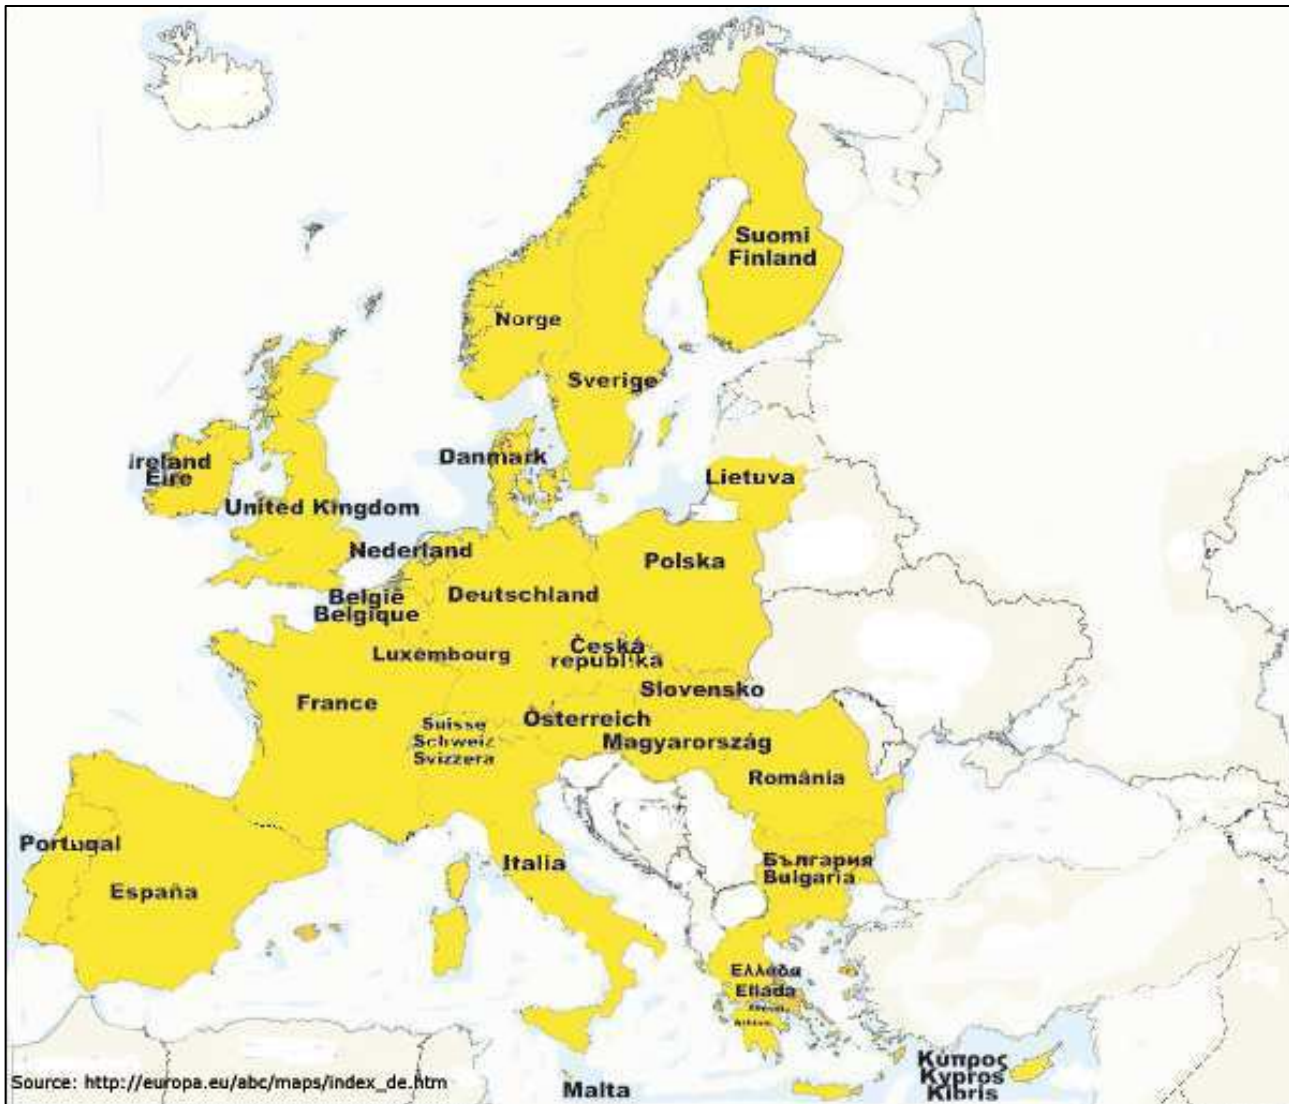 Suomi
Finland
Norge
Sverige
Danmark
Ireland
Eire
Lietuva
United Kingdom
Nederland
Polska
België
Belgique
Deutschland
Luxembourg
Česká
republika
Slovensko
France
Österreich
Suisse
Schweiz
Svizzera
Magyarország
România
Portugal
Italia
България
Bulgaria
España
Ελλάδα
Ellada
Κύπρος
Kypros
Kibris
Malta
Source: http://europa.eu/abc/maps/index_de.htm